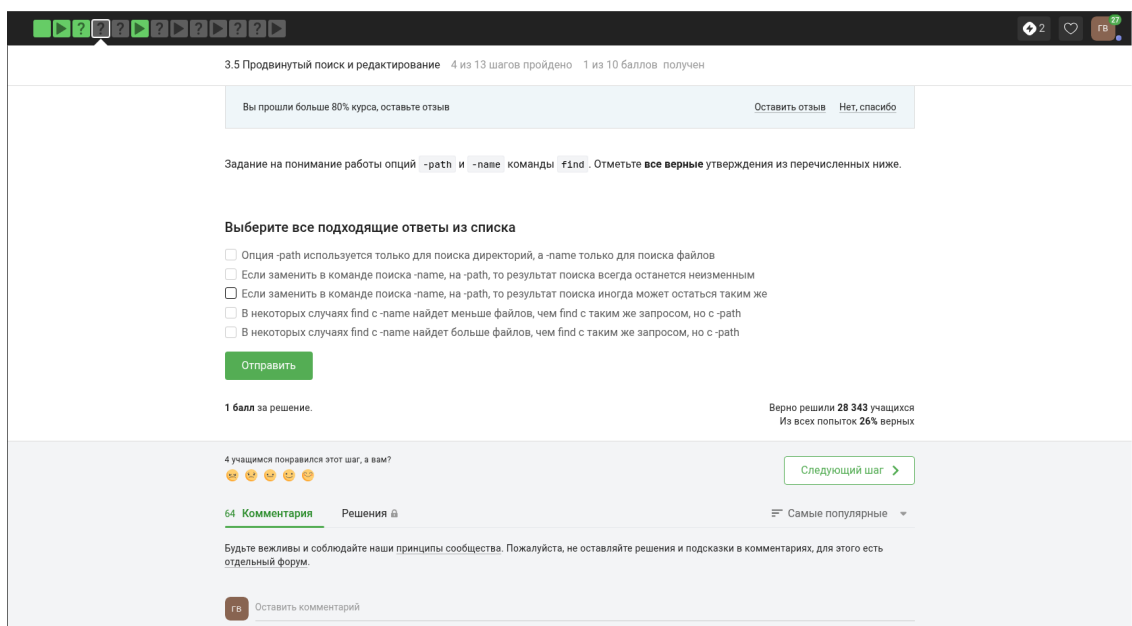 2
ГВ
27
3.5 Продвинутый поиск и редактирование 4 из 13 шагов пройдено 1 из 10 баллов получен
Вы прошли больше 80% курса, оставьте отзыв
Оставить отзыв Нет, спасибо
Задание на понимание работы опций -path и -name команды find. Отметьте все верные утверждения из перечисленных ниже.
Выберите все подходящие ответы из списка
Опция -path используется только для поиска директорий, а -name только для поиска файлов
Если заменить в команде поиска -name, на -path, то результат поиска всегда останется неизменным
Если заменить в команде поиска -name, на -path, то результат поиска иногда может остаться таким же
В некоторых случаях find с -name найдет меньше файлов, чем find с таким же запросом, но с -path
В некоторых случаях find с -name найдет больше файлов, чем find с таким же запросом, но с -path
Отправить
1 балл за решение.
Верно решили 28 343 учащихся
Из всех попыток 26% верных
4 учащимся понравился этот шаг, а вам?
Следующий шаг
64 Комментария Решения
Самые популярные
Будьте вежливы и соблюдайте наши принципы сообщества. Пожалуйста, не оставляйте решения и подсказки в комментариях, для этого есть
отдельный форум.
ГВ
Оставить комментарий